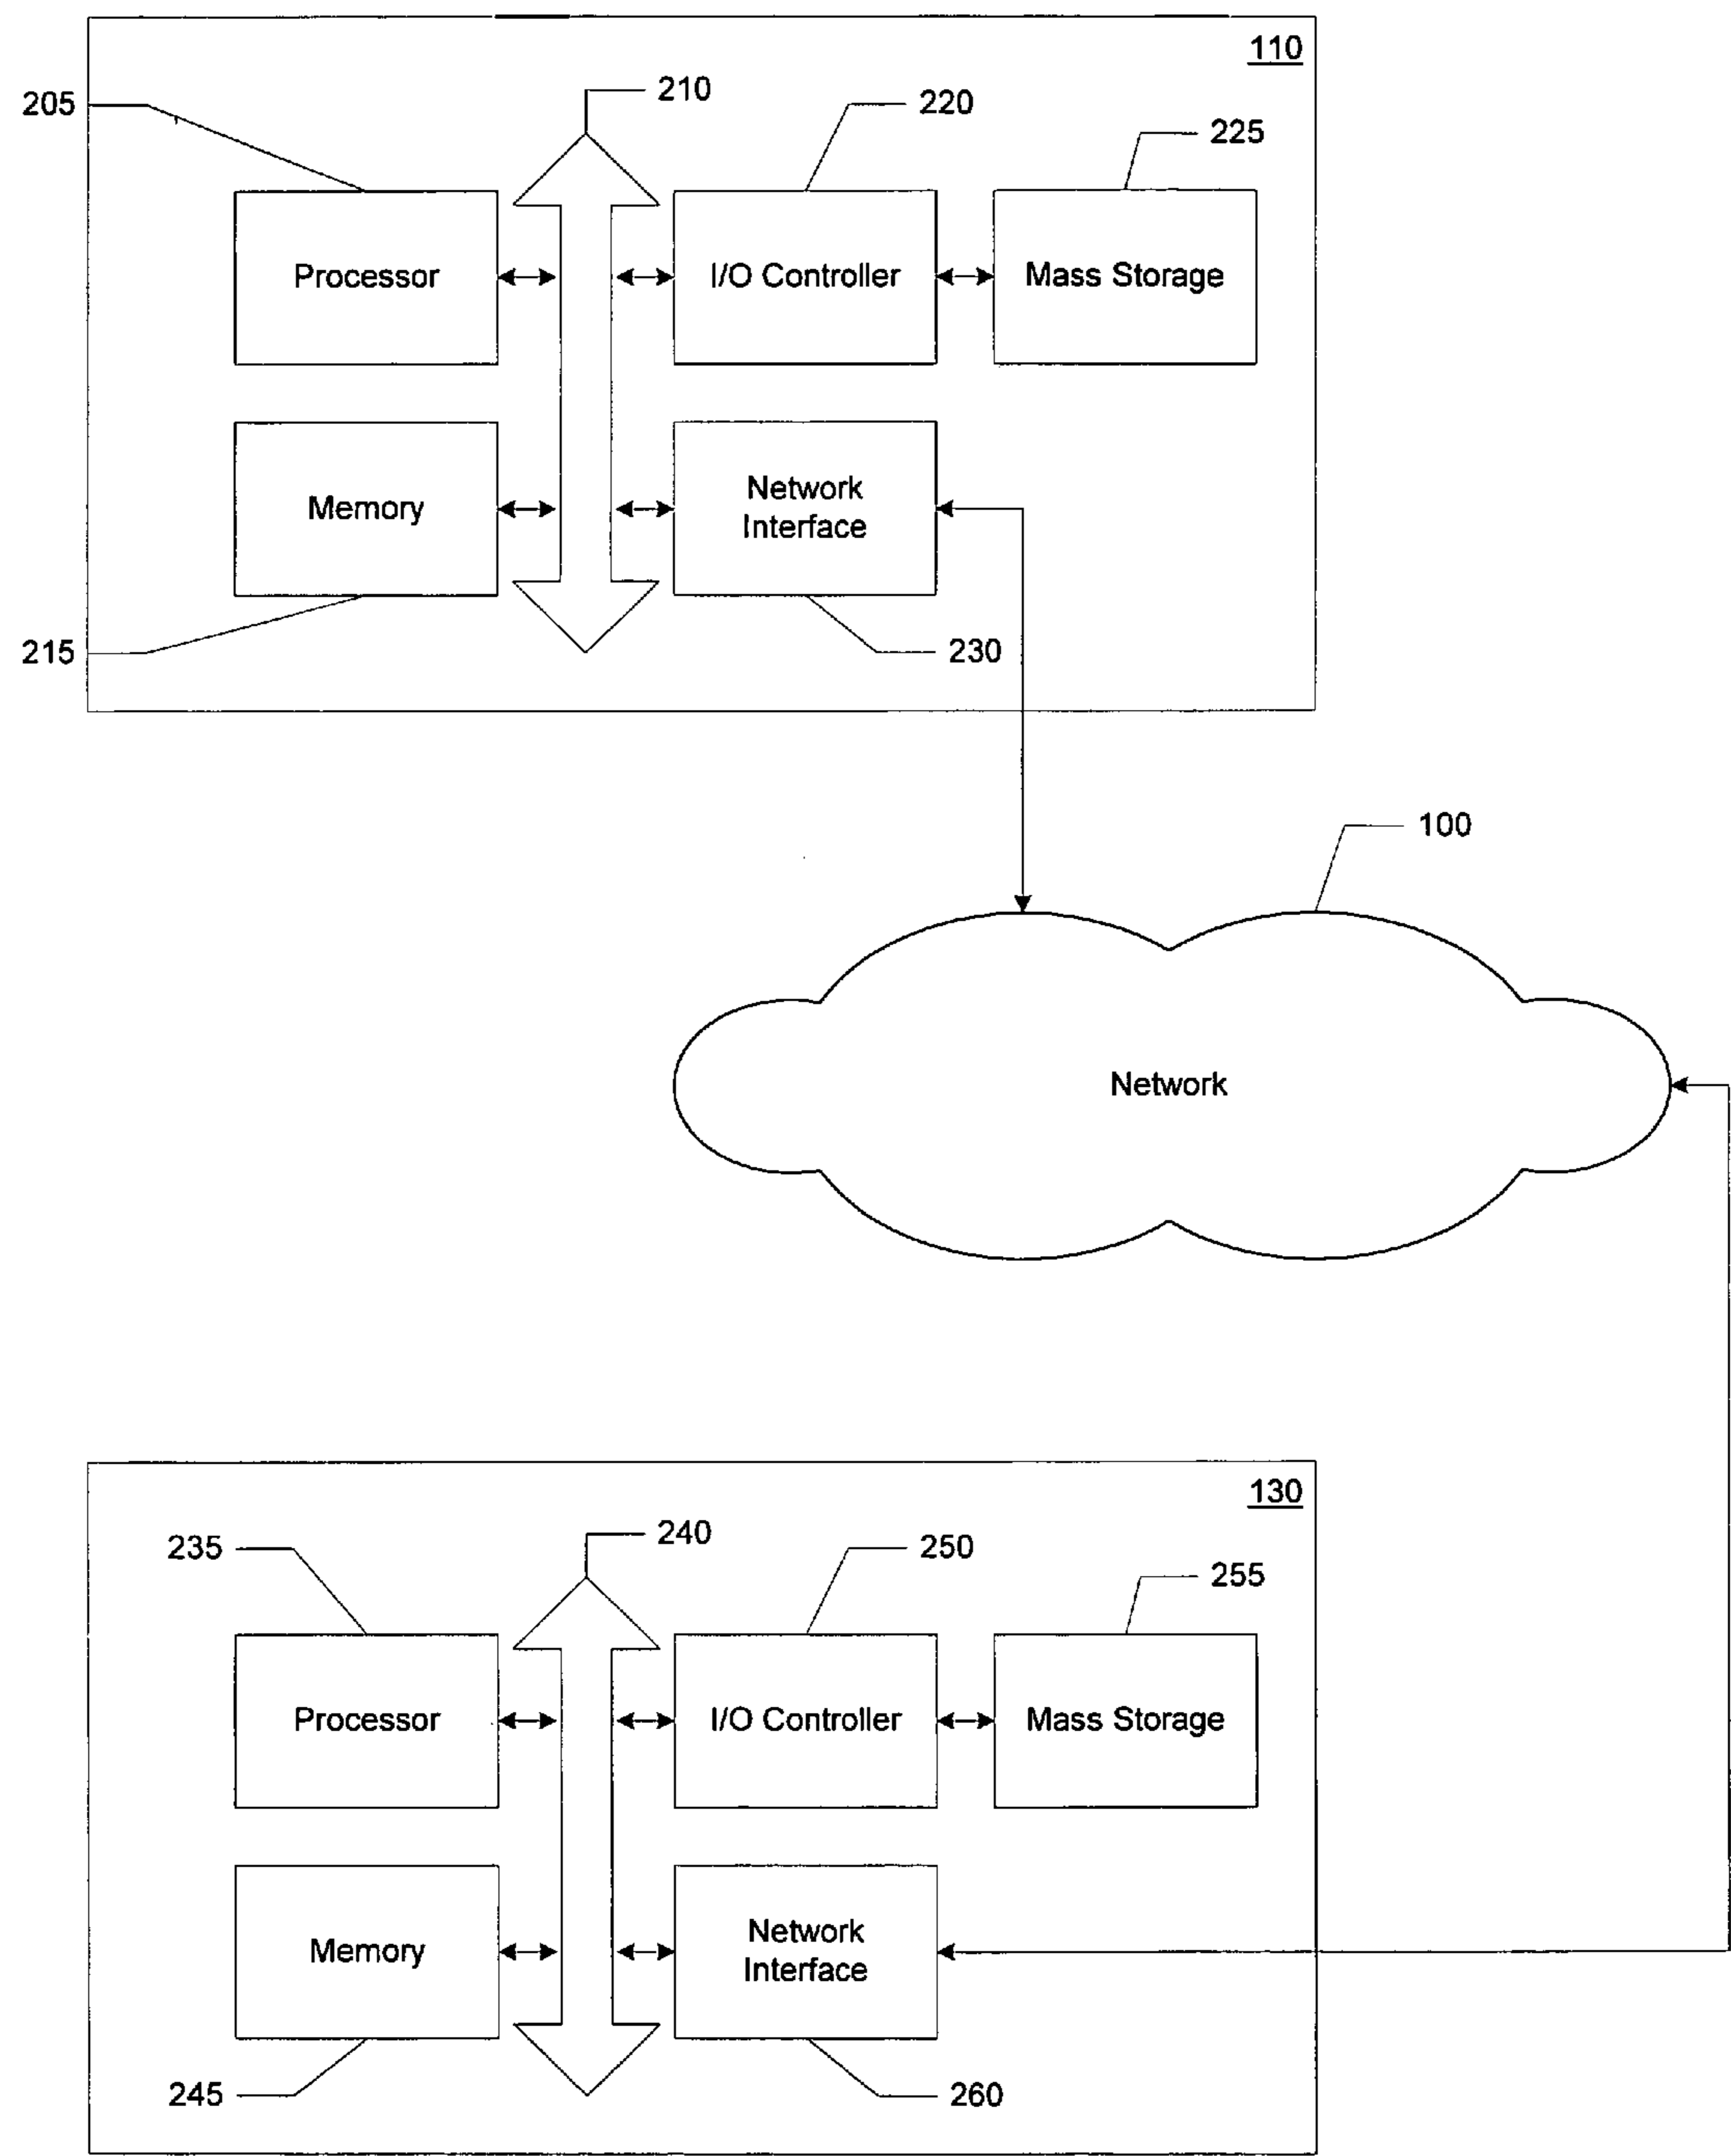 110
205
210
220
225
Processor
I/O Controller
Mass Storage
Memory
Network
Interface
215
230
100
Network
130
235
240
250
255
Processor
I/O Controller
Mass Storage
Memory
Network
Interface
245
260